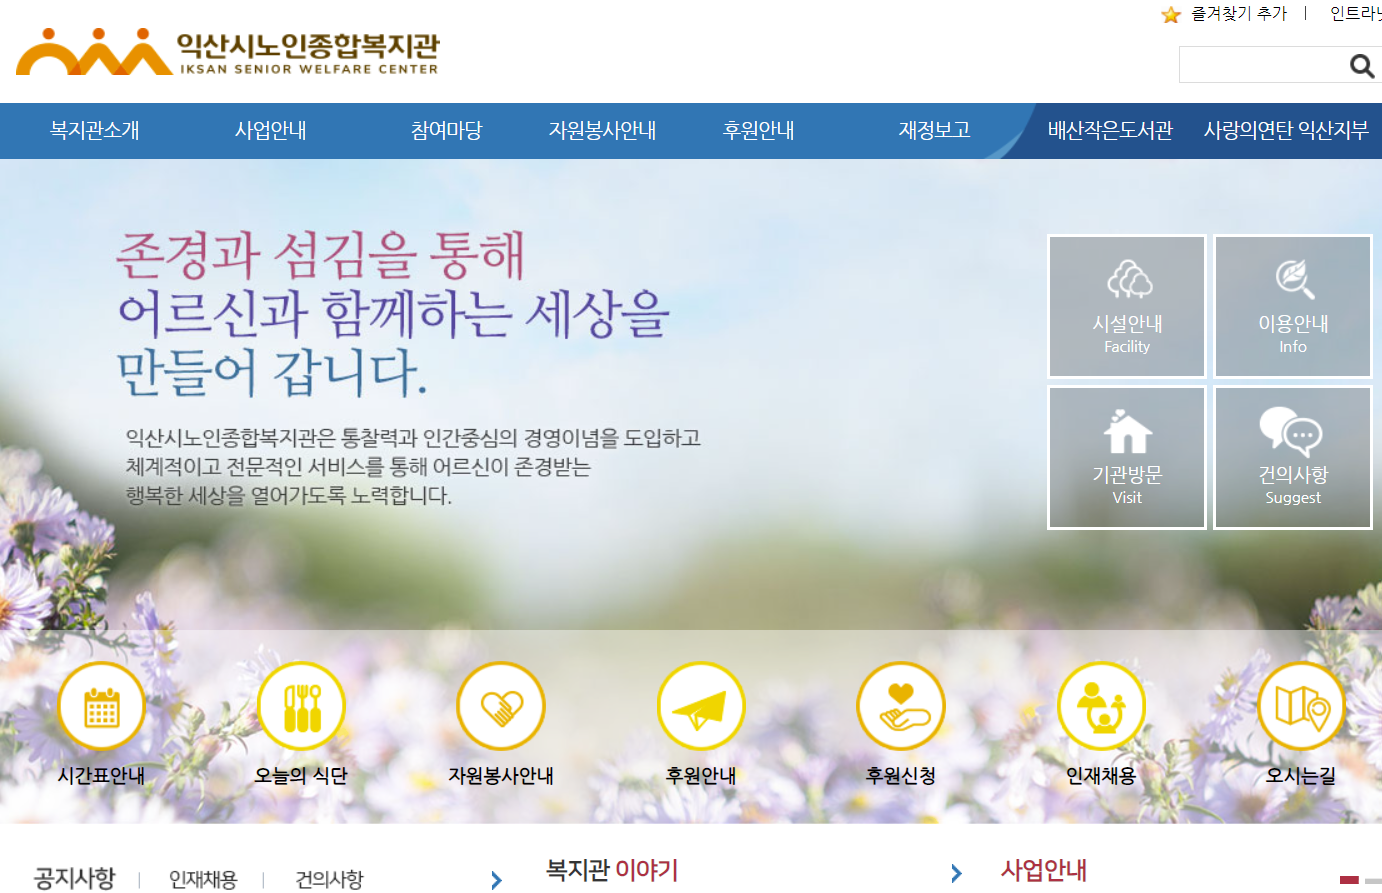 즐겨찾기 추가
익산시노인종합복지관
IKSAN SENIOR WELFARE CENTER
복지관소개 사업안내 참여마당 자원봉사안내 후원안내 재정보고 배산작은도서관 사랑의연탄 익산지부
존경과 섬김을 통해
어르신과 함께하는 세상을
만들어 갑니다.
익산시노인종합복지관은 통찰력과 인간중심의 경영이념을 도입하고
체계적이고 전문적인 서비스를 통해 어르신이 존경받는
행복한 세상을 열어가도록 노력합니다.
시설안내
Facility
이용안내
Info
기관방문
Visit
건의사항
Suggest
시간표안내 오늘의 식단 자원봉사안내 후원안내 후원신청 인재채용 오시는길
공지사항 인재채용 건의사항 복지관 이야기 사업안내